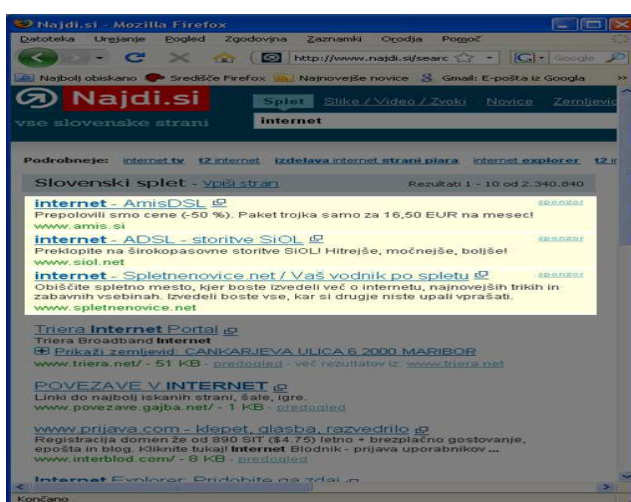 Najdi.si - Mozilla Firefox
Datoteka Urejanje Pogled Zgodovina Zaznamki Orodja Pomoč
http://www.najdi.si/searc Google
Najbolj obiskano Središče Firefox Najnovejše novice Gmail: E-pošta iz Googla »
Najdi.si
Splet Slike / Video / Zvoki Novice Zemljevid
vse slovenske strani
internet
Podrobneje: internet tv t2 internet izdelava internet strani piara internet explorer t2 in
Slovenski splet - Vpiši stran Rezultati 1 - 10 od 2.340.840
internet - AmisDSL sponzor
Prepolovili smo cene (-50 %). Paket trojka samo za 16,50 EUR na mesec!
www.amis.si
internet - ADSL - storitve SiOL sponzor
Preklopite na širokopasovne storitve SiOL! Hitrejše, močnejše, boljše!
www.siol.net
internet - Spletnenovice.net / Vaš vodnik po spletu sponzor
Obiščite spletno mesto, kjer boste izvedeli več o internetu, najnovejših trikih in
zabavnih vsebinah. Izvedeli boste vse, kar si drugje niste upali vprašati.
www.spletnenovice.net
Triera Internet Portal
Triera Broadband Internet
Prikaži zemljevid: CANKARJEVA ULICA 6 2000 MARIBOR
www.triera.net/ - 51 KB - predogled - več rezultatov iz: www.triera.net
POVEZAVE V INTERNET
Linki do najbolj iskanih strani, šale, igre.
www.povezave.gajba.net/ - 1 KB - predogled
www.prijava.com - klepet, glasba, razvedrilo
Registracija domen že od 890 SIT ($4.75) letno + brezplačno gostovanje,
epošta in blog. Kliknite tukaj! Internet Blodnik - prijava uporabnikov ...
www.interblod.com/ - 8 KB - predogled
Internet Explorer: Pridobite ga zdaj
Končano